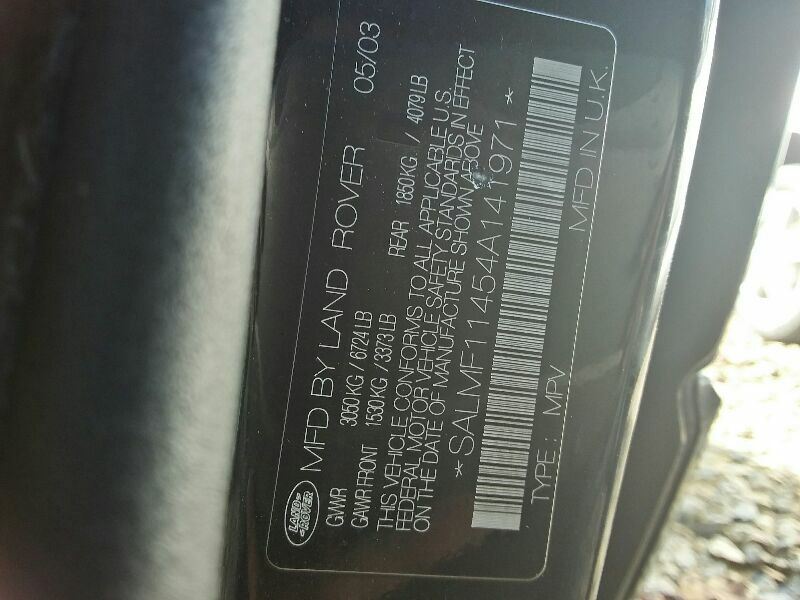 LAND ROVER MFD BY LAND ROVER 05/03
GVWR 3050 KG / 6724 LB
GAWR FRONT 1530 KG / 3373 LB REAR 1850 KG / 4079 LB
THIS VEHICLE CONFORMS TO ALL APPLICABLE U.S.
FEDERAL MOTOR VEHICLE SAFETY STANDARDS IN EFFECT
ON THE DATE OF MANUFACTURE SHOWN ABOVE
*SALMF11454A141971*
TYPE: MPV MFD IN U.K.